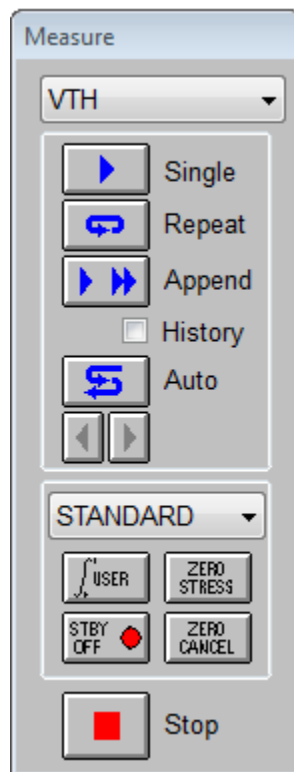 Measure
VTH
Single
Repeat
Append
History
Auto
STANDARD
USER
ZERO
STRESS
STBY
OFF
ZERO
CANCEL
Stop